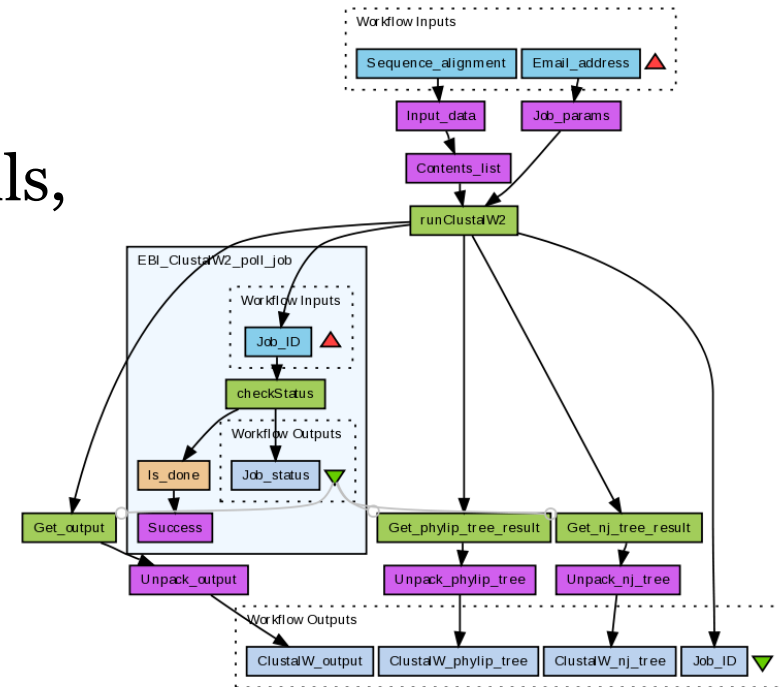 Workflow Inputs
Sequence_alignment
Email_address
Input_data
Job_params
Contents_list
runClustalW2
EBI_ClustalW2_poll_job
Workflow Inputs
Job_ID
checkStatus
Workflow Outputs
Is_done
Job_status
Get_output
Success
Get_phylip_tree_result
Get_nj_tree_result
Unpack_output
Unpack_phylip_tree
Unpack_nj_tree
Workflow Outputs
ClustalW_output
ClustalW_phylip_tree
ClustalW_nj_tree
Job_ID